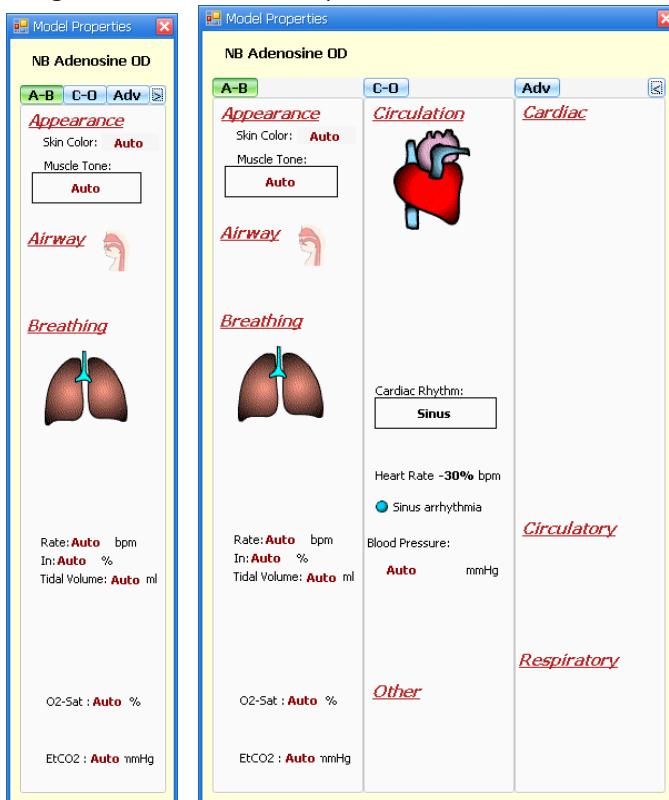 Model Properties
NB Adenosine OD
A-B C-O Adv >
Appearance
Skin Color: Auto
Muscle Tone:
Auto
Airway
Breathing
Rate: Auto bpm
In: Auto %
Tidal Volume: Auto ml
O2-Sat : Auto %
EtCO2 : Auto mmHg
Model Properties
NB Adenosine OD
A-B
Appearance
Skin Color: Auto
Muscle Tone:
Auto
Airway
Breathing
Rate: Auto bpm
In: Auto %
Tidal Volume: Auto ml
O2-Sat : Auto %
EtCO2 : Auto mmHg
C-O
Circulation
Cardiac Rhythm:
Sinus
Heart Rate -30% bpm
Sinus arrhythmia
Blood Pressure:
Auto mmHg
Other
Adv <
Cardiac
Circulatory
Respiratory